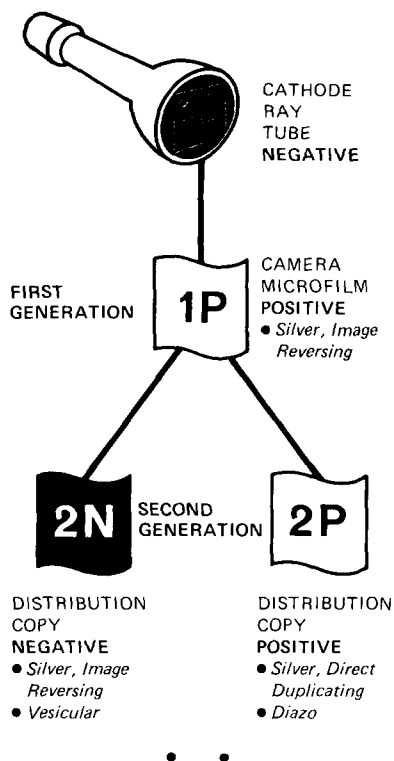 CATHODE
RAY
TUBE
NEGATIVE
FIRST
GENERATION
1P
CAMERA
MICROFILM
POSITIVE
• Silver, Image
Reversing
2N
SECOND
GENERATION
2P
DISTRIBUTION
COPY
NEGATIVE
• Silver, Image
Reversing
• Vesicular
DISTRIBUTION
COPY
POSITIVE
• Silver, Direct
Duplicating
• Diazo